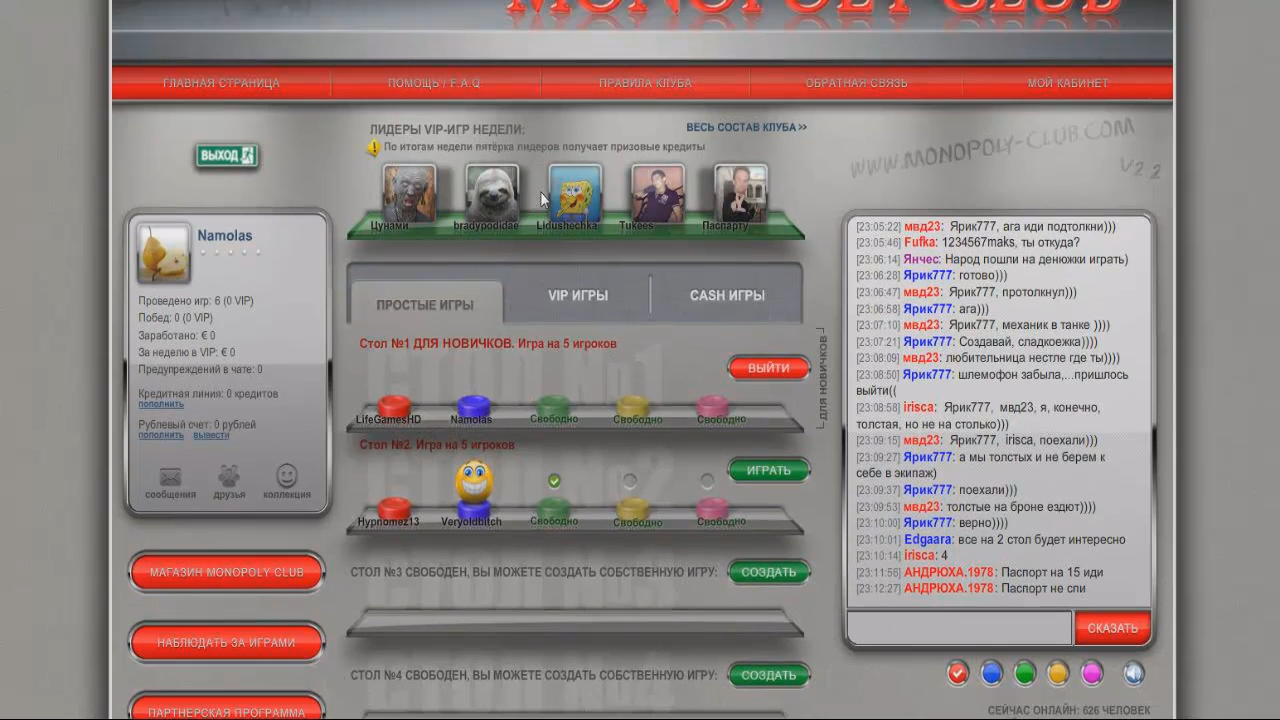 MONOPOLY CLUB
ГЛАВНАЯ СТРАНИЦА
ПОМОЩЬ / F.A.Q
ПРАВИЛА КЛУБА
ОБРАТНАЯ СВЯЗЬ
МОЙ КАБИНЕТ
ЛИДЕРЫ VIP-ИГР НЕДЕЛИ:
ВЕСЬ СОСТАВ КЛУБА >>
По итогам недели пятёрка лидеров получает призовые кредиты
WWW.MONOPOLY-CLUB.COM
V2.2
ВЫХОД
Цунами
bradypodidae
Lidushechka
Tukees
Паспарту
Namolas
Проведено игр: 6 (0 VIP)
Побед: 0 (0 VIP)
Заработано: € 0
За неделю в VIP: € 0
Предупреждений в чате: 0
Кредитная линия: 0 кредитов
пополнить
Рублевый счет: 0 рублей
пополнить вывести
сообщения
друзья
коллекция
МАГАЗИН MONOPOLY CLUB
НАБЛЮДАТЬ ЗА ИГРАМИ
ПАРТНЕРСКАЯ ПРОГРАММА
ПРОСТЫЕ ИГРЫ
VIP ИГРЫ
CASH ИГРЫ
Стол №1 ДЛЯ НОВИЧКОВ. Игра на 5 игроков
ВЫЙТИ
ДЛЯ НОВИЧКОВ
LifeGamesHD
Namolas
Свободно
Свободно
Свободно
Стол №2. Игра на 5 игроков
ИГРАТЬ
Hypnomez13
Veryoldbitch
Свободно
Свободно
Свободно
СТОЛ №3 СВОБОДЕН, ВЫ МОЖЕТЕ СОЗДАТЬ СОБСТВЕННУЮ ИГРУ:
СОЗДАТЬ
СТОЛ №4 СВОБОДЕН, ВЫ МОЖЕТЕ СОЗДАТЬ СОБСТВЕННУЮ ИГРУ:
СОЗДАТЬ
[23:05:22] мвд23: Ярик777, ага иди подтолкни)))
[23:05:46] Fufka: 1234567maks, ты откуда?
[23:06:14] Янчес: Народ пошли на денюжки играть)
[23:06:28] Ярик777: готово)))
[23:06:47] мвд23: Ярик777, протолкнул)))
[23:06:58] Ярик777: ага)))
[23:07:10] мвд23: Ярик777, механик в танке ))))
[23:07:21] Ярик777: Создавай, сладкоежка))))
[23:08:09] мвд23: любительница нестле где ты))))
[23:08:50] Ярик777: шлемофон забыла,...пришлось
выйти((
[23:08:58] irisca: Ярик777, мвд23, я, конечно,
толстая, но не на столько)))
[23:09:15] мвд23: Ярик777, irisca, поехали)))
[23:09:27] Ярик777: а мы толстых и не берем к
себе в экипаж)
[23:09:37] Ярик777: поехали)))
[23:09:53] мвд23: толстые на броне ездют))))
[23:10:00] Ярик777: верно))))
[23:10:01] Edgaara: все на 2 стол будет интересно
[23:10:14] irisca: 4
[23:11:56] АНДРЮХА.1978: Паспорт на 15 иди
[23:12:27] АНДРЮХА.1978: Паспорт не спи
СКАЗАТЬ
СЕЙЧАС ОНЛАЙН: 626 ЧЕЛОВЕК